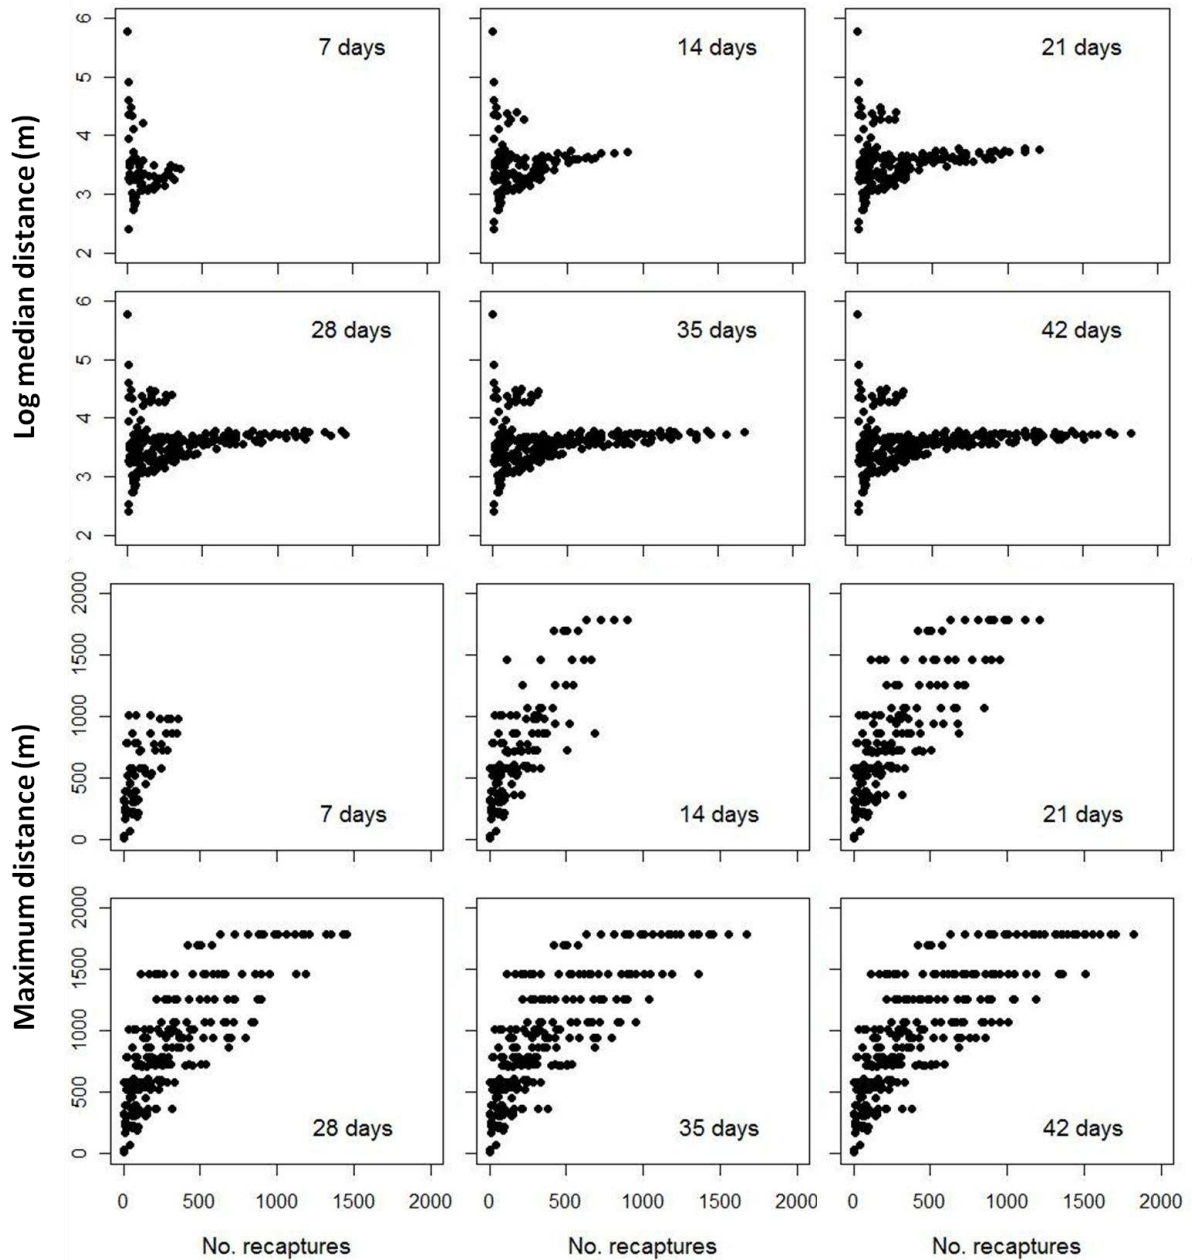 Log median distance (m)
6
5
4
3
2
7 days
14 days
21 days
6
5
4
3
2
28 days
35 days
42 days
Maximum distance (m)
2000
1500
1000
500
0
7 days
14 days
21 days
2000
1500
1000
500
0
28 days
35 days
42 days
0 500 1000 1500 2000
0 500 1000 1500 2000
0 500 1000 1500 2000
No. recaptures
No. recaptures
No. recaptures